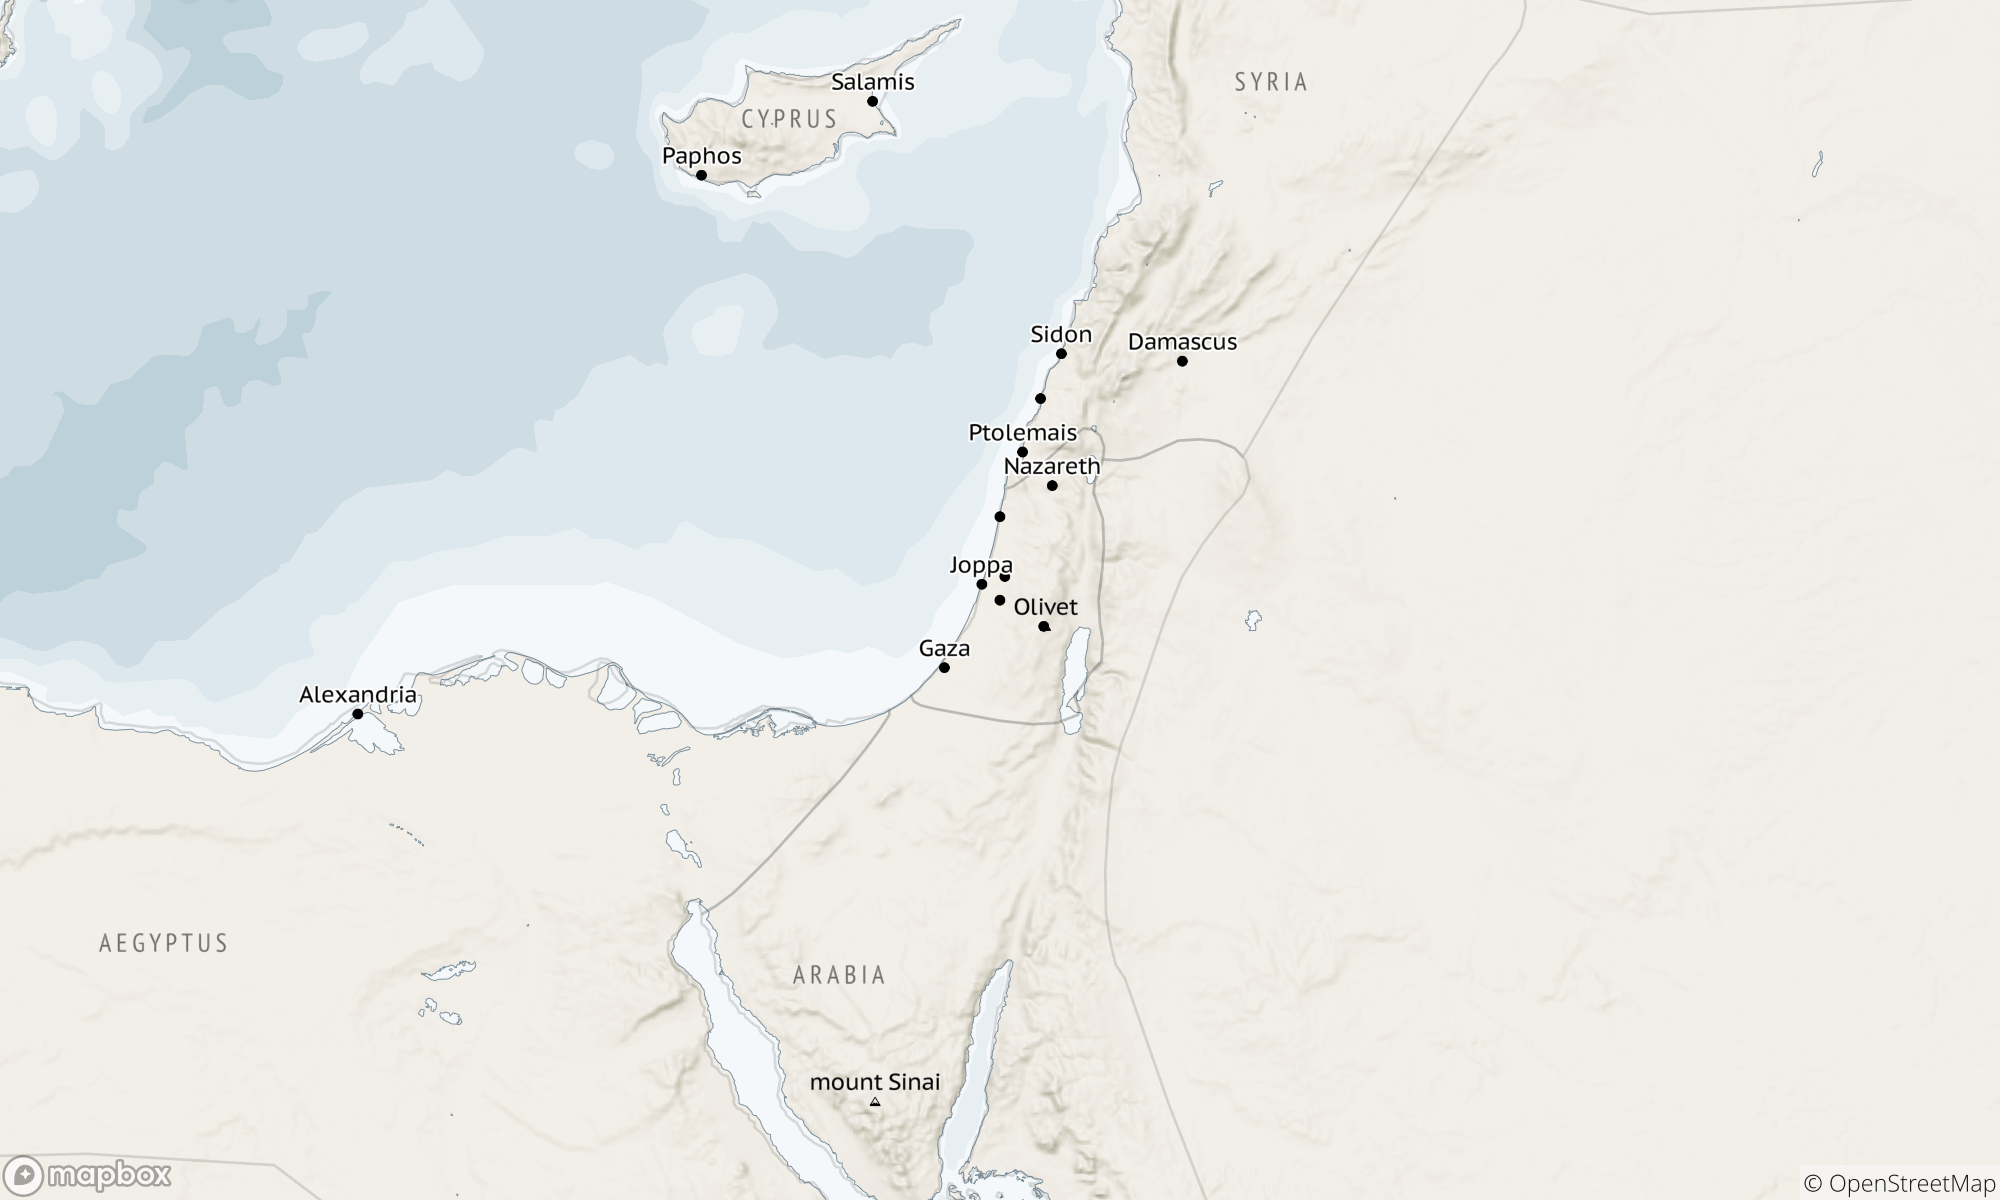 Salamis
SYRIA
CYPRUS
Paphos
Sidon
Damascus
Ptolemais
Nazareth
Joppa
Olivet
Gaza
Alexandria
AEGYPTUS
ARABIA
mount Sinai
mapbox
© OpenStreetMap